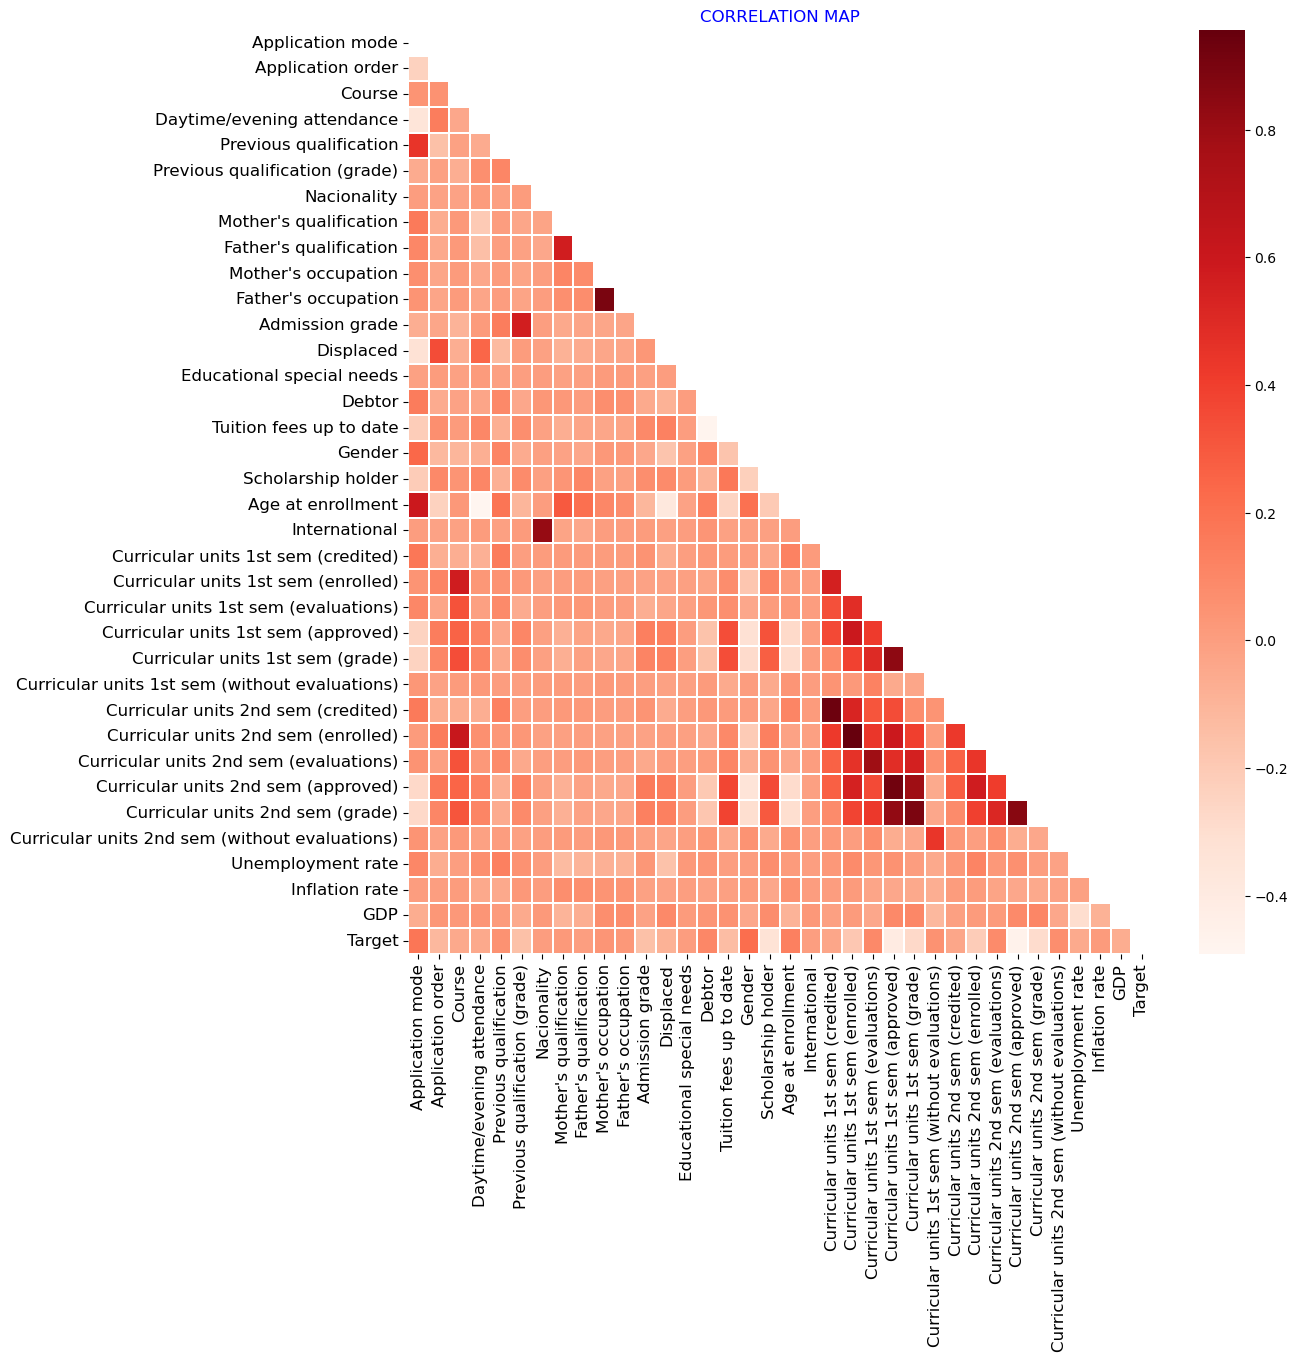 CORRELATION MAP
Application mode
Application order
Course
Daytime/evening attendance
Previous qualification
Previous qualification (grade)
Nacionality
Mother's qualification
Father's qualification
Mother's occupation
Father's occupation
Admission grade
Displaced
Educational special needs
Debtor
Tuition fees up to date
Gender
Scholarship holder
Age at enrollment
International
Curricular units 1st sem (credited)
Curricular units 1st sem (enrolled)
Curricular units 1st sem (evaluations)
Curricular units 1st sem (approved)
Curricular units 1st sem (grade)
Curricular units 1st sem (without evaluations)
Curricular units 2nd sem (credited)
Curricular units 2nd sem (enrolled)
Curricular units 2nd sem (evaluations)
Curricular units 2nd sem (approved)
Curricular units 2nd sem (grade)
Curricular units 2nd sem (without evaluations)
Unemployment rate
Inflation rate
GDP
Target
Application mode
Application order
Course
Daytime/evening attendance
Previous qualification
Previous qualification (grade)
Nacionality
Mother's qualification
Father's qualification
Mother's occupation
Father's occupation
Admission grade
Displaced
Educational special needs
Debtor
Tuition fees up to date
Gender
Scholarship holder
Age at enrollment
International
Curricular units 1st sem (credited)
Curricular units 1st sem (enrolled)
Curricular units 1st sem (evaluations)
Curricular units 1st sem (approved)
Curricular units 1st sem (grade)
Curricular units 1st sem (without evaluations)
Curricular units 2nd sem (credited)
Curricular units 2nd sem (enrolled)
Curricular units 2nd sem (evaluations)
Curricular units 2nd sem (approved)
Curricular units 2nd sem (grade)
Curricular units 2nd sem (without evaluations)
Unemployment rate
Inflation rate
GDP
Target
0.8
0.6
0.4
0.2
0.0
−0.2
−0.4